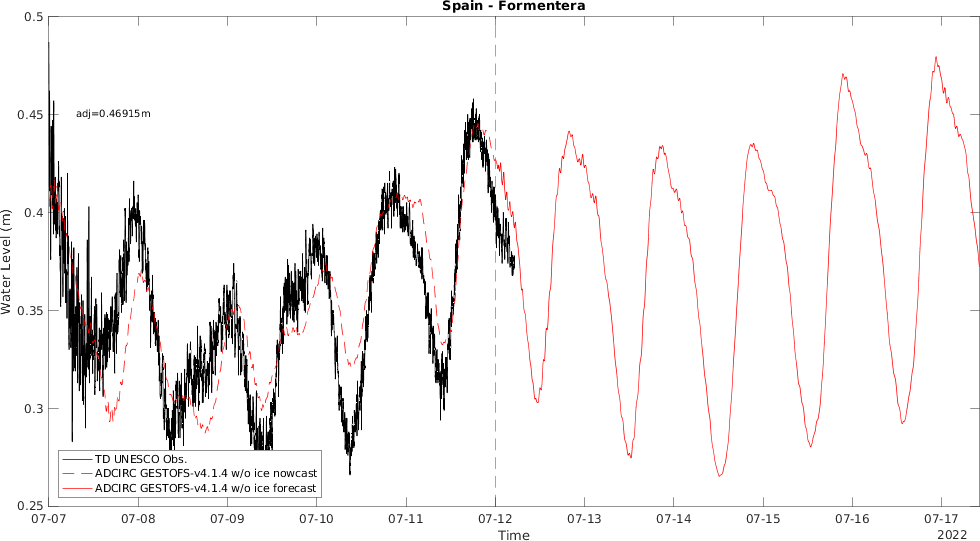 Spain - Formentera
0.5
0.45
0.4
0.35
0.3
0.25
Water Level (m)
adj=0.46915m
TD UNESCO Obs.
ADCIRC GESTOFS-v4.1.4 w/o ice nowcast
ADCIRC GESTOFS-v4.1.4 w/o ice forecast
07-07 07-08 07-09 07-10 07-11 07-12 07-13 07-14 07-15 07-16 07-17
Time
2022